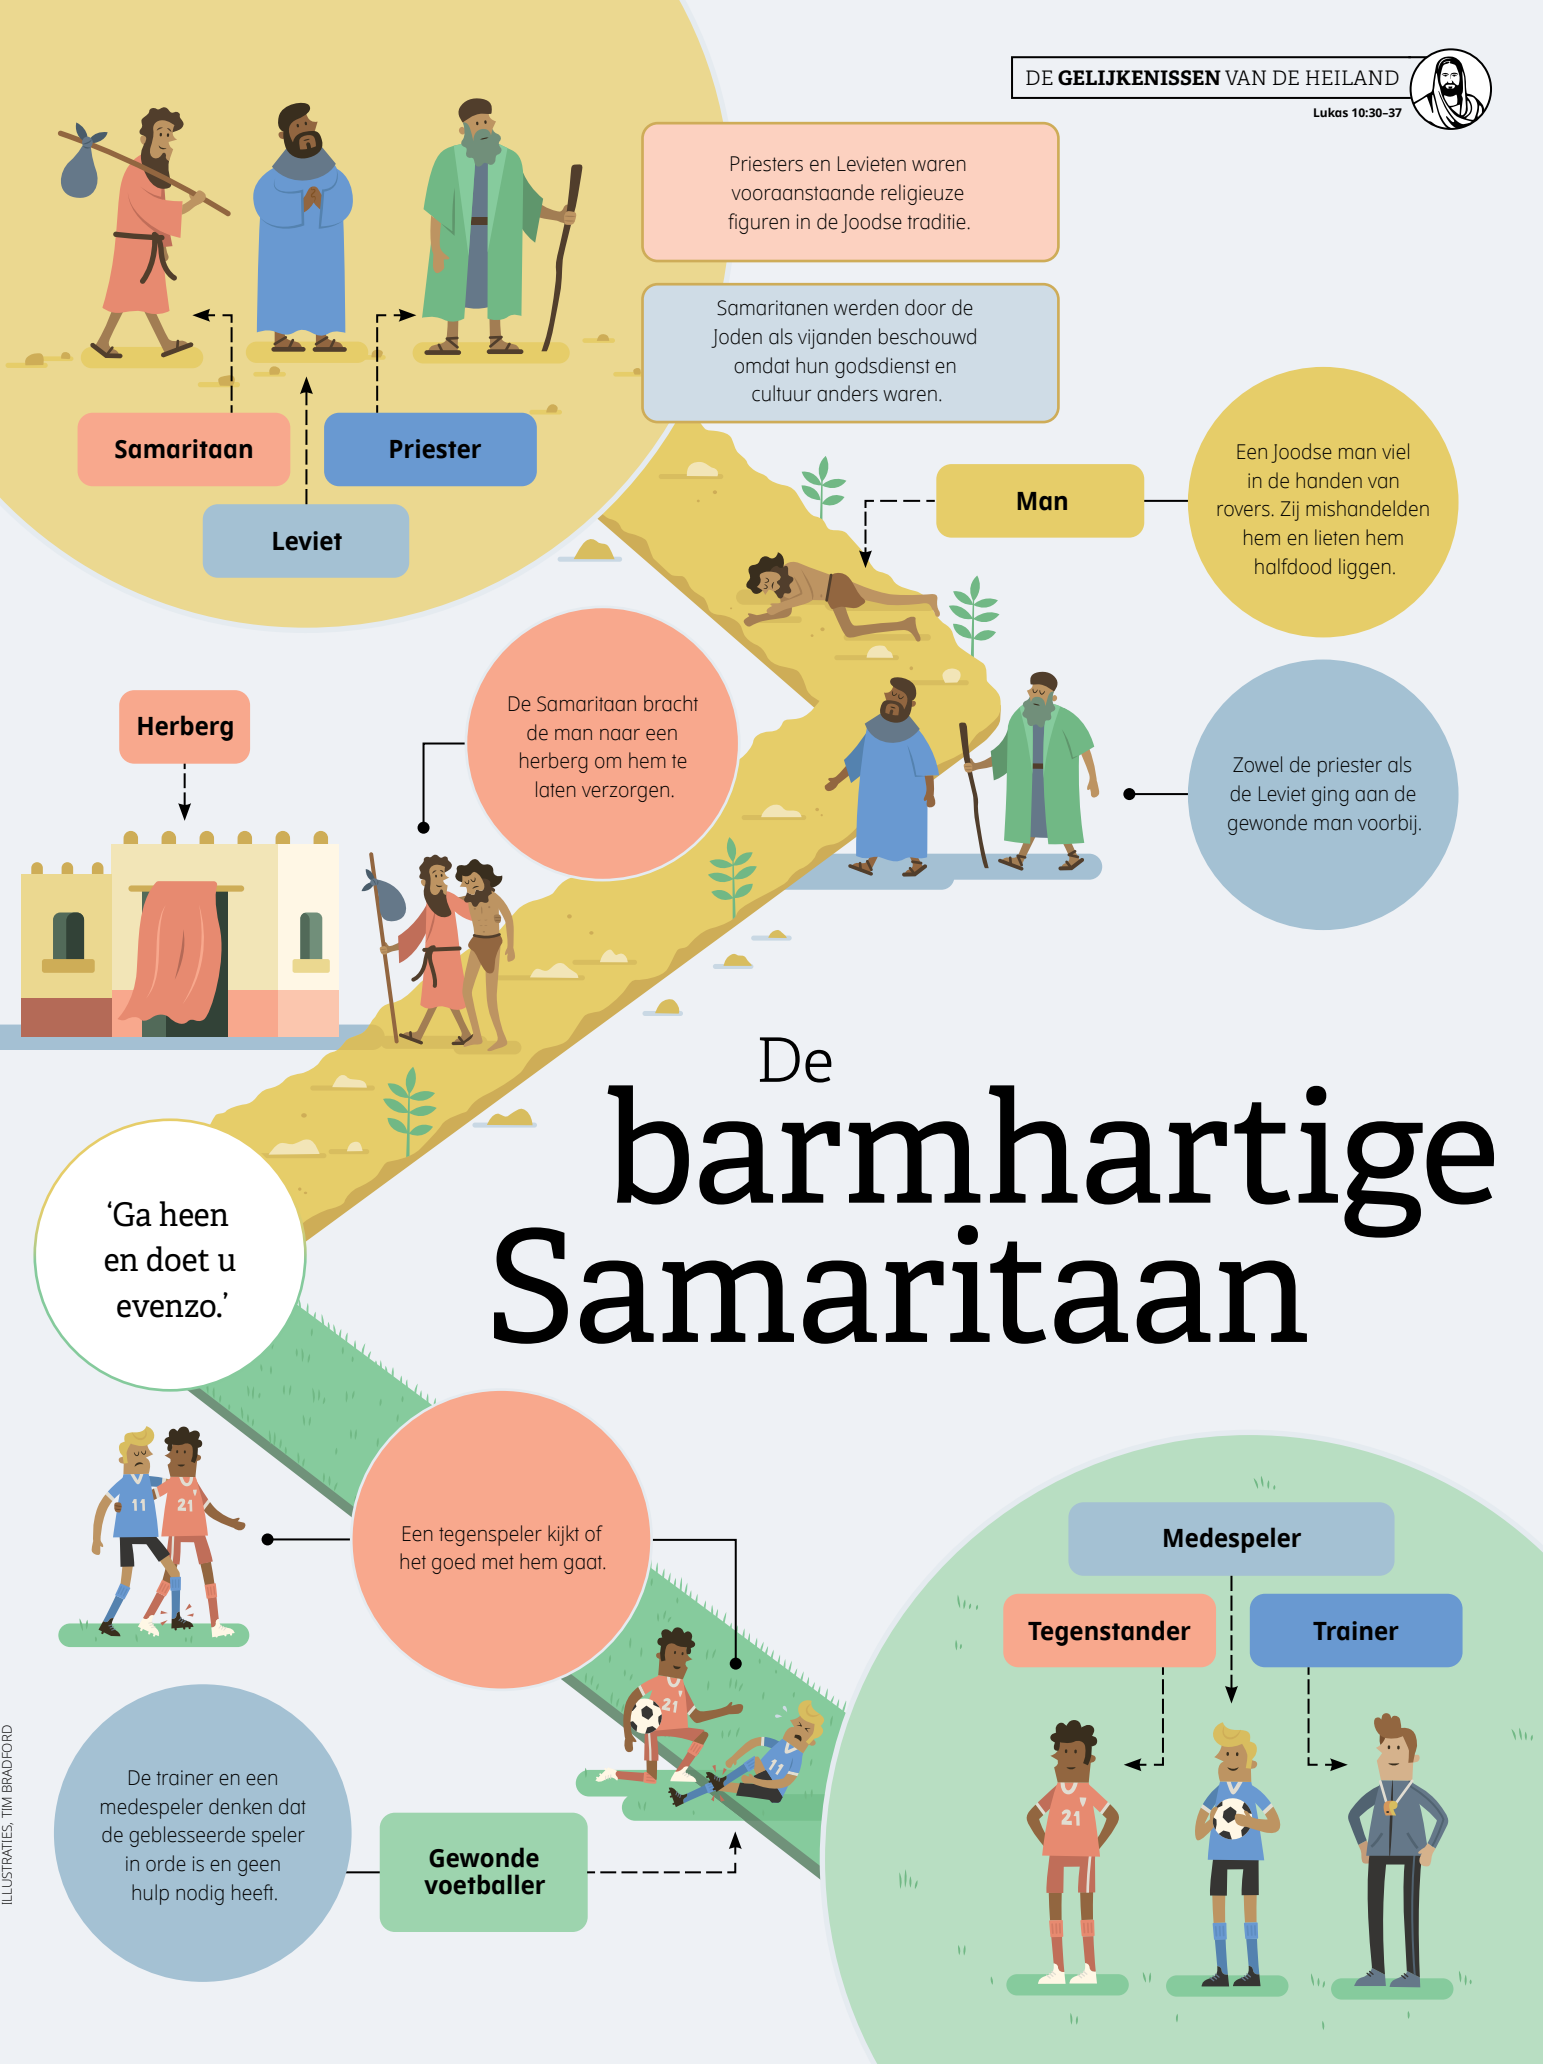 DE GELIJKENISSEN VAN DE HEILAND
Lukas 10:30–37
Priesters en Levieten waren
vooraanstaande religieuze
figuren in de Joodse traditie.
Samaritanen werden door de
Joden als vijanden beschouwd
omdat hun godsdienst en
cultuur anders waren.
Samaritaan
Priester
Leviet
Man
Een Joodse man viel
in de handen van
rovers. Zij mishandelden
hem en lieten hem
halfdood liggen.
Zowel de priester als
de Leviet ging aan de
gewonde man voorbij.
De Samaritaan bracht
de man naar een
herberg om hem te
laten verzorgen.
Herberg
De
barmhartige
Samaritaan
‘Ga heen
en doet u
evenzo.’
11
21
Een tegenspeler kijkt of
het goed met hem gaat.
21
11
De trainer en een
medespeler denken dat
de geblesseerde speler
in orde is en geen
hulp nodig heeft.
Gewonde
voetballer
Medespeler
Tegenstander
Trainer
21
ILLUSTRATIES, TIM BRADFORD